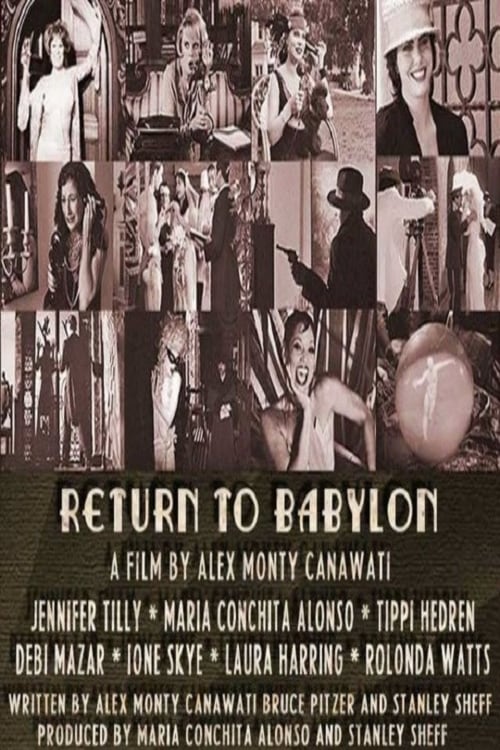 RETURN TO BABYLON
A FILM BY ALEX MONTY CANAWATI
JENNIFER TILLY * MARIA CONCHITA ALONSO * TIPPI HEDREN
DEBI MAZAR * IONE SKYE * LAURA HARRING * ROLONDA WATTS
WRITTEN BY ALEX MONTY CANAWATI BRUCE PITZER AND STANLEY SHEFF
PRODUCED BY MARIA CONCHITA ALONSO AND STANLEY SHEFF